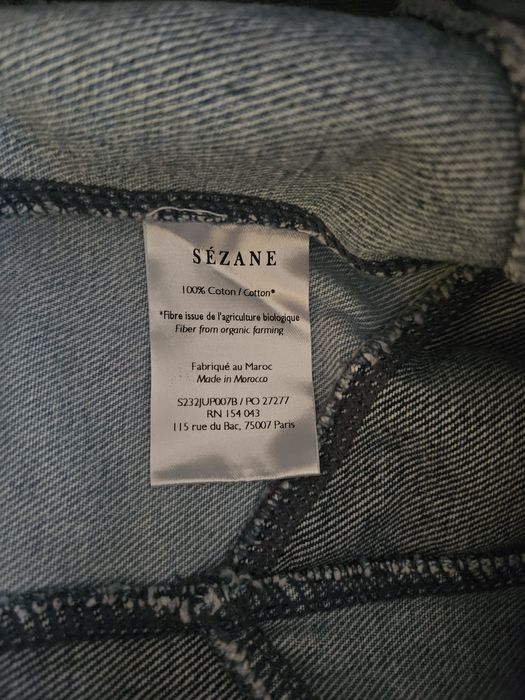 SÉZANE
100% Coton / Cotton*
*Fibre issue de l'agriculture biologique
Fiber from organic farming
Fabriqué au Maroc
Made in Morocco
S232JUP007B / PO 27277
RN 154 043
115 rue du Bac, 75007 Paris